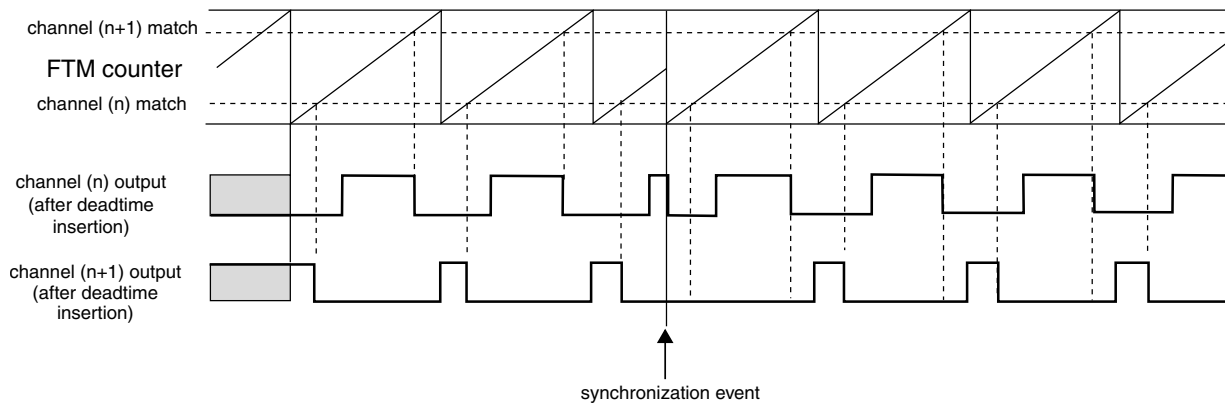 channel (n+1) match
FTM counter
channel (n) match
channel (n) output
(after deadtime
insertion)
channel (n+1) output
(after deadtime
insertion)
synchronization event